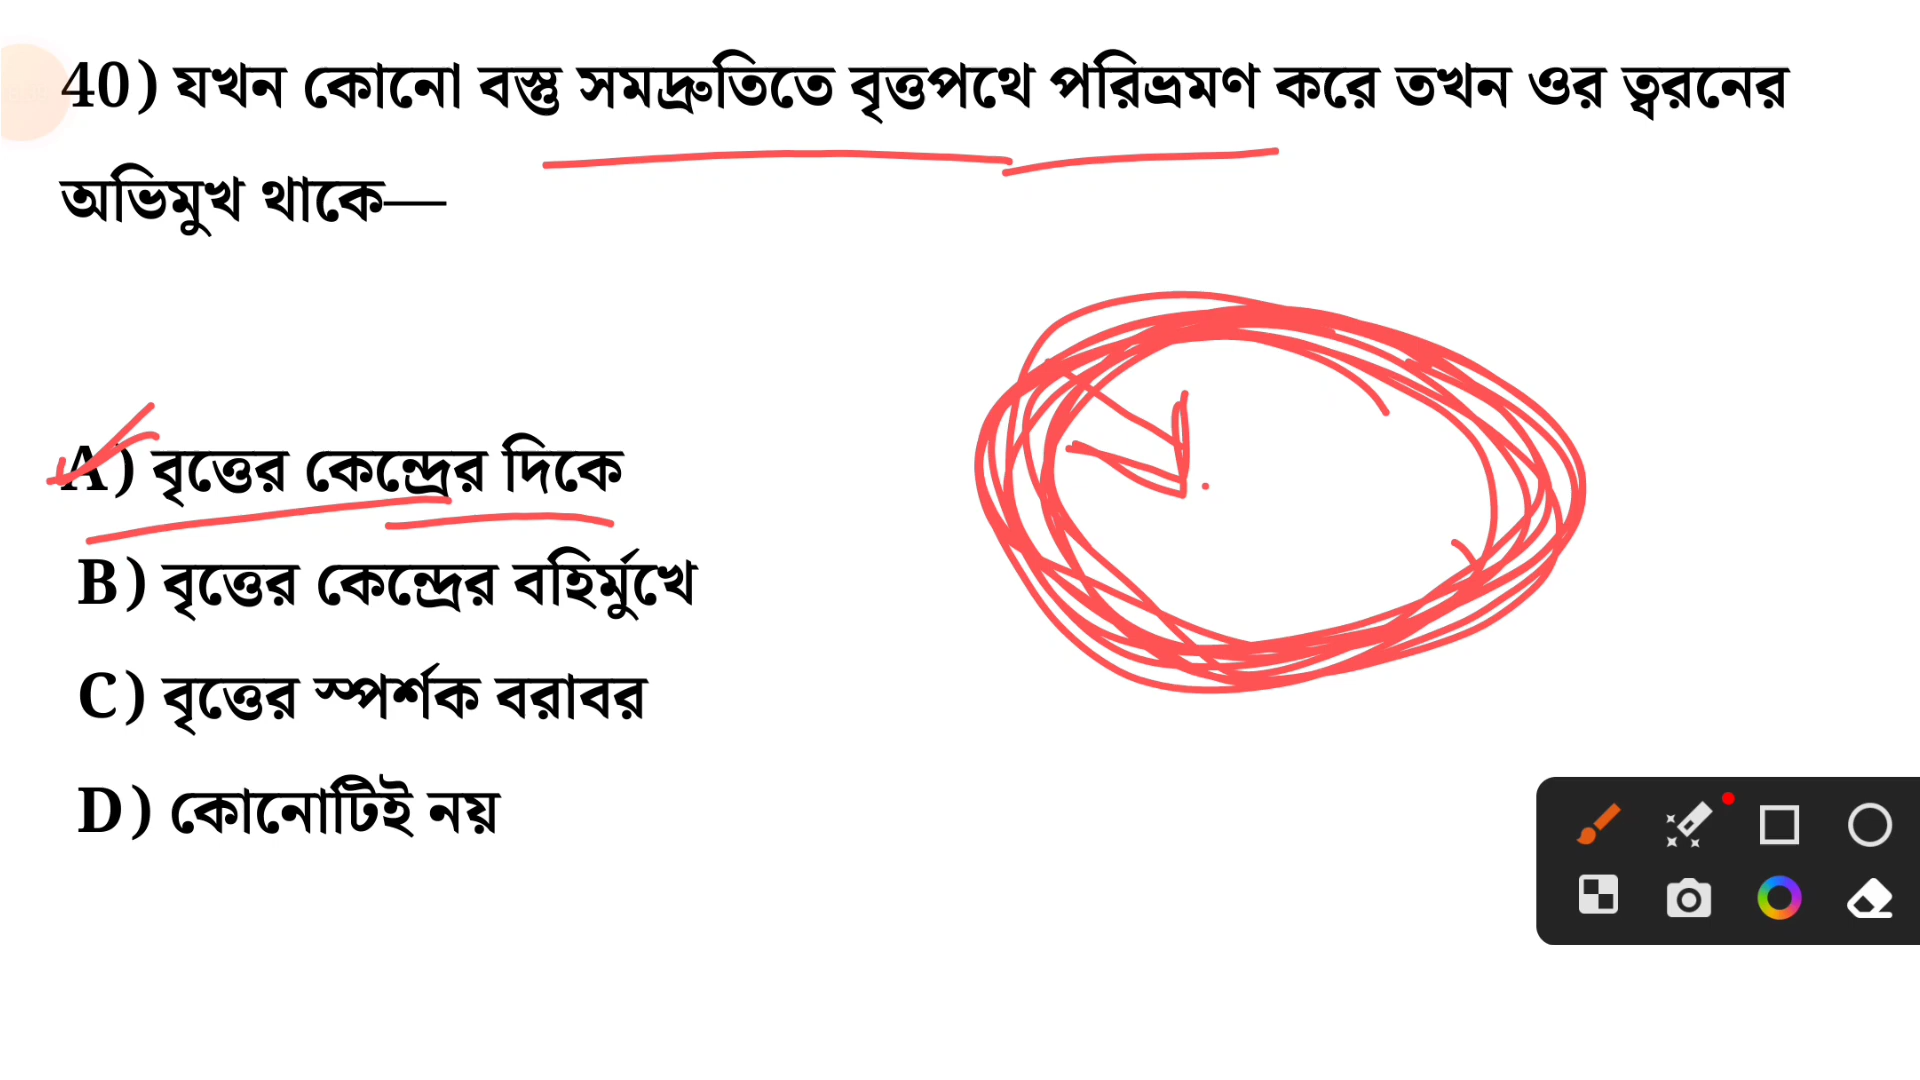 40) যখন কোনো বস্তু সমদ্রুতিতে বৃত্তপথে পরিভ্রমণ করে তখন ওর ত্বরনের
অভিমুখ থাকে—
A) বৃত্তের কেন্দ্রের দিকে
B) বৃত্তের কেন্দ্রের বহির্মুখে
C) বৃত্তের স্পর্শক বরাবর
D) কোনোটিই নয়